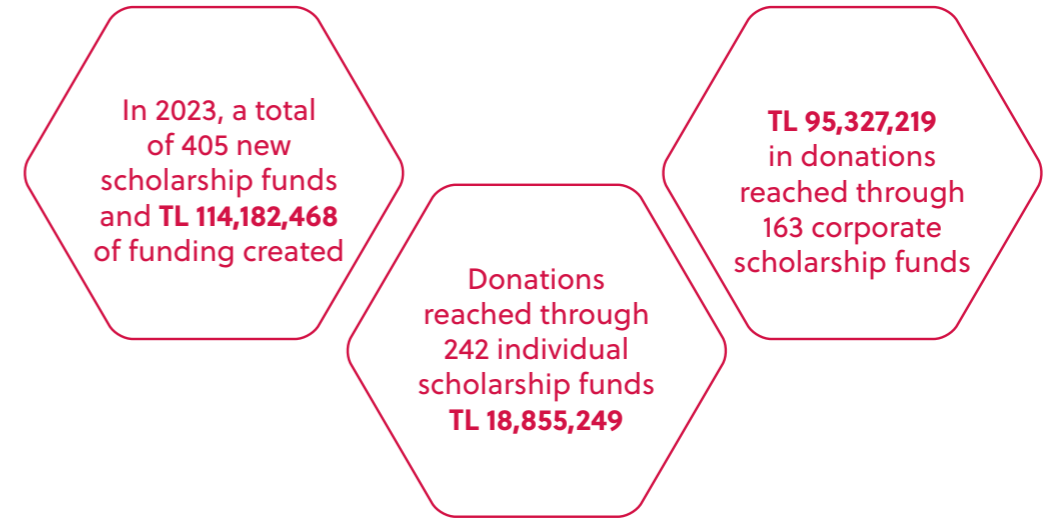 In 2023, a total
of 405 new
scholarship funds
and TL 114,182,468
of funding created
Donations
reached through
242 individual
scholarship funds
TL 18,855,249
TL 95,327,219
in donations
reached through
163 corporate
scholarship funds